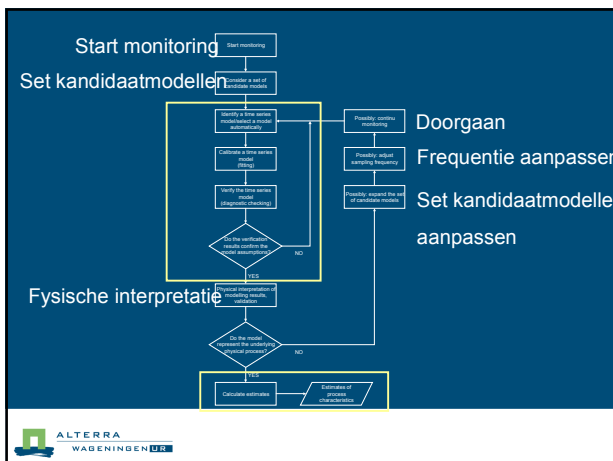 Start monitoring
Start monitoring
Set kandidaatmodellen
Consider a set of
candidate models
Identify a time series
model/select a model
automatically
Calibrate a time series
model
(fitting)
Verify the time series
model
(diagnostic checking)
Do the verification
results confirm the
model assumptions?
NO
YES
Fysische interpretatie
Physical interpretation of
modelling results,
validation
Do the model
represent the underlying
physical process?
NO
YES
Calculate estimates
Estimates of
process
characteristics
Possibly: continu
monitoring
Doorgaan
Possibly: adjust
sampling frequency
Frequentie aanpassen
Possibly: expand the set
of candidate models
Set kandidaatmodelle
aanpassen
ALTERRA
WAGENINGEN UR